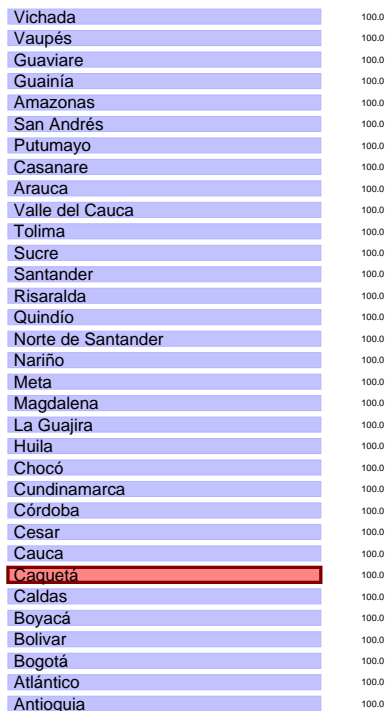 Vichada 100.0
Vaupés 100.0
Guaviare 100.0
Guainía 100.0
Amazonas 100.0
San Andrés 100.0
Putumayo 100.0
Casanare 100.0
Arauca 100.0
Valle del Cauca 100.0
Tolima 100.0
Sucre 100.0
Santander 100.0
Risaralda 100.0
Quindío 100.0
Norte de Santander 100.0
Nariño 100.0
Meta 100.0
Magdalena 100.0
La Guajira 100.0
Huila 100.0
Chocó 100.0
Cundinamarca 100.0
Córdoba 100.0
Cesar 100.0
Cauca 100.0
Caquetá 100.0
Caldas 100.0
Boyacá 100.0
Bolivar 100.0
Bogotá 100.0
Atlántico 100.0
Antioquia 100.0